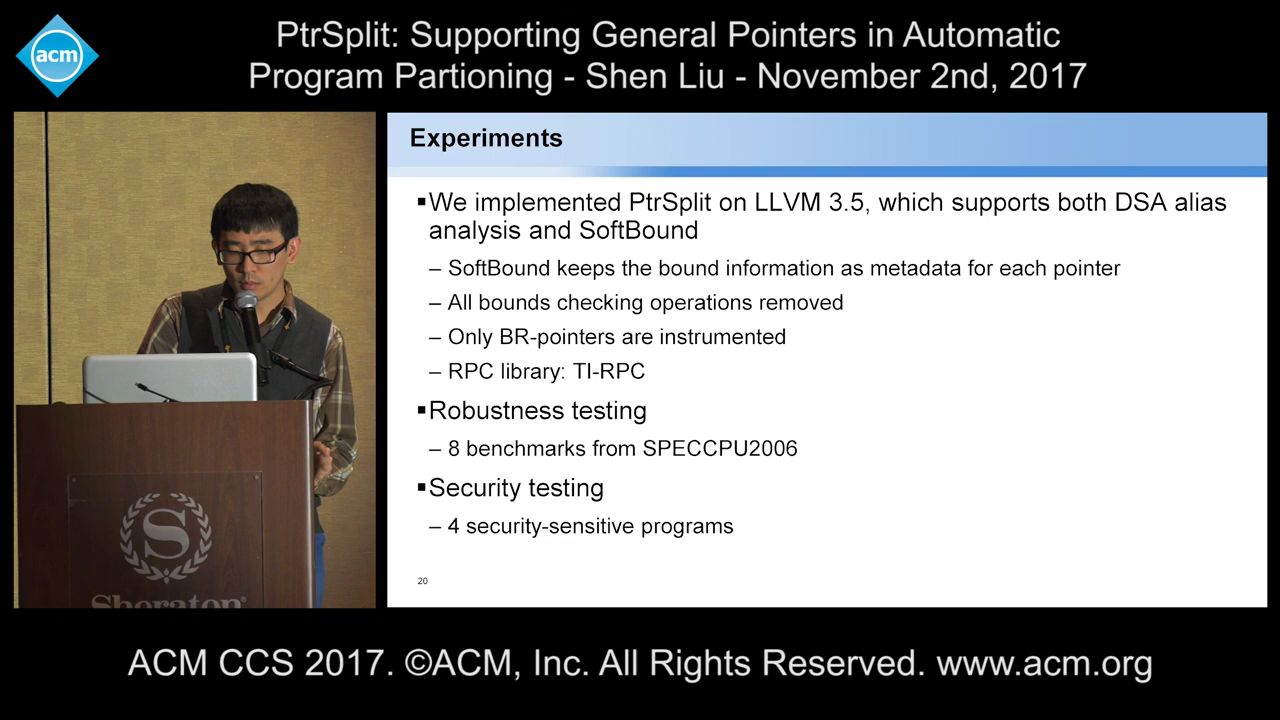 acm
PtrSplit: Supporting General Pointers in Automatic
Program Partioning - Shen Liu - November 2nd, 2017
Experiments
▪We implemented PtrSplit on LLVM 3.5, which supports both DSA alias
analysis and SoftBound
– SoftBound keeps the bound information as metadata for each pointer
– All bounds checking operations removed
– Only BR-pointers are instrumented
– RPC library: TI-RPC
▪Robustness testing
– 8 benchmarks from SPECCPU2006
▪Security testing
– 4 security-sensitive programs
20
S
Sheraton®
ACM CCS 2017. ©ACM, Inc. All Rights Reserved. www.acm.org